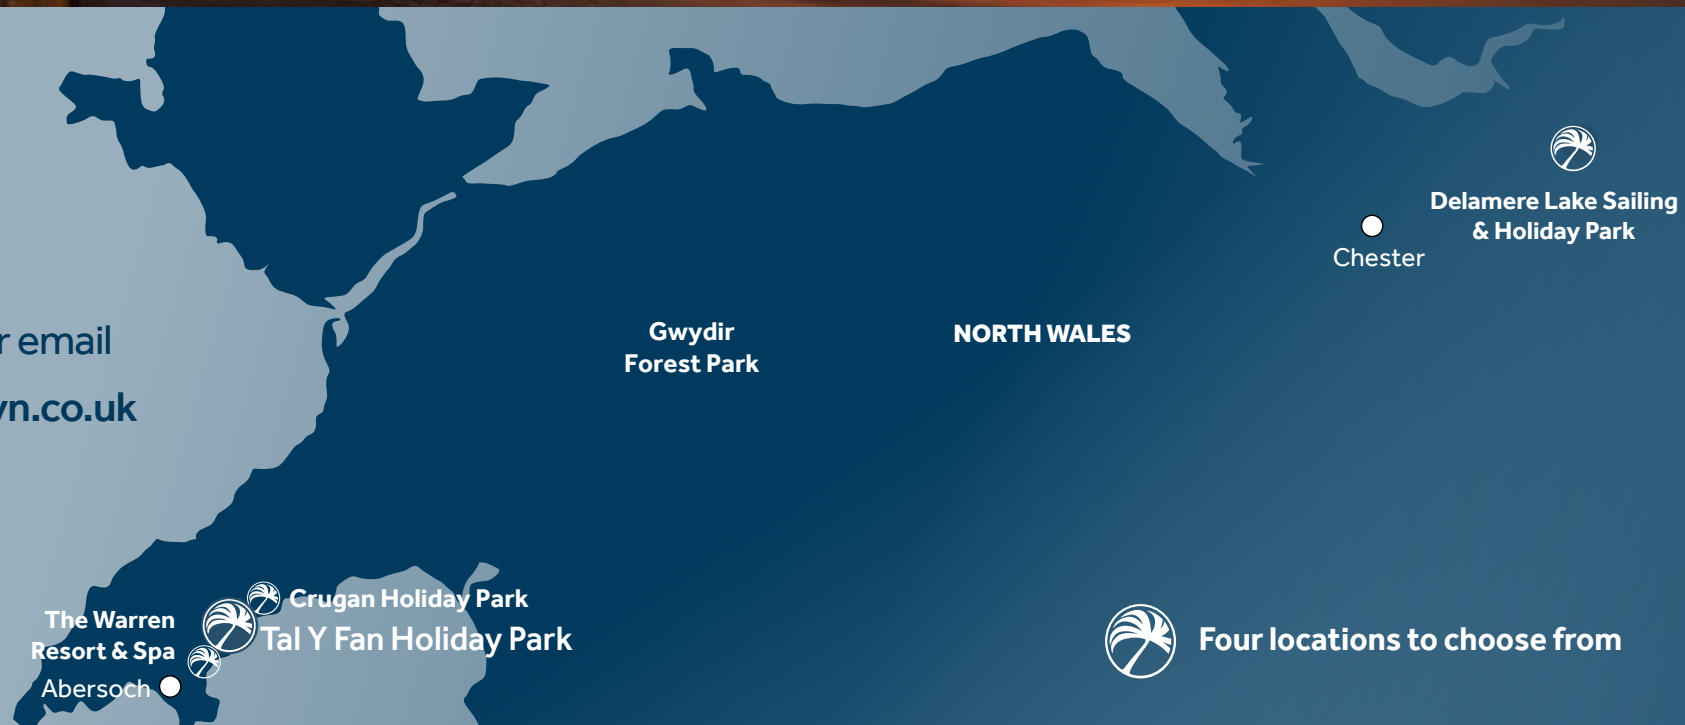 Delamere Lake Sailing
& Holiday Park
Chester
r email
Gwydir
Forest Park
NORTH WALES
n.co.uk
Crugan Holiday Park
The Warren
Resort & Spa
Tal Y Fan Holiday Park
Abersoch
Four locations to choose from